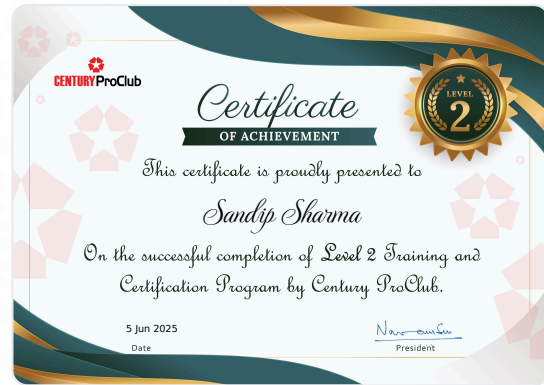 CENTURY ProClub
Certificate
OF ACHIEVEMENT
LEVEL
2
This certificate is proudly presented to
Sandip Sharma
On the successful completion of Level 2 Training and
Certification Program by Century ProClub.
5 Jun 2025
Date
President